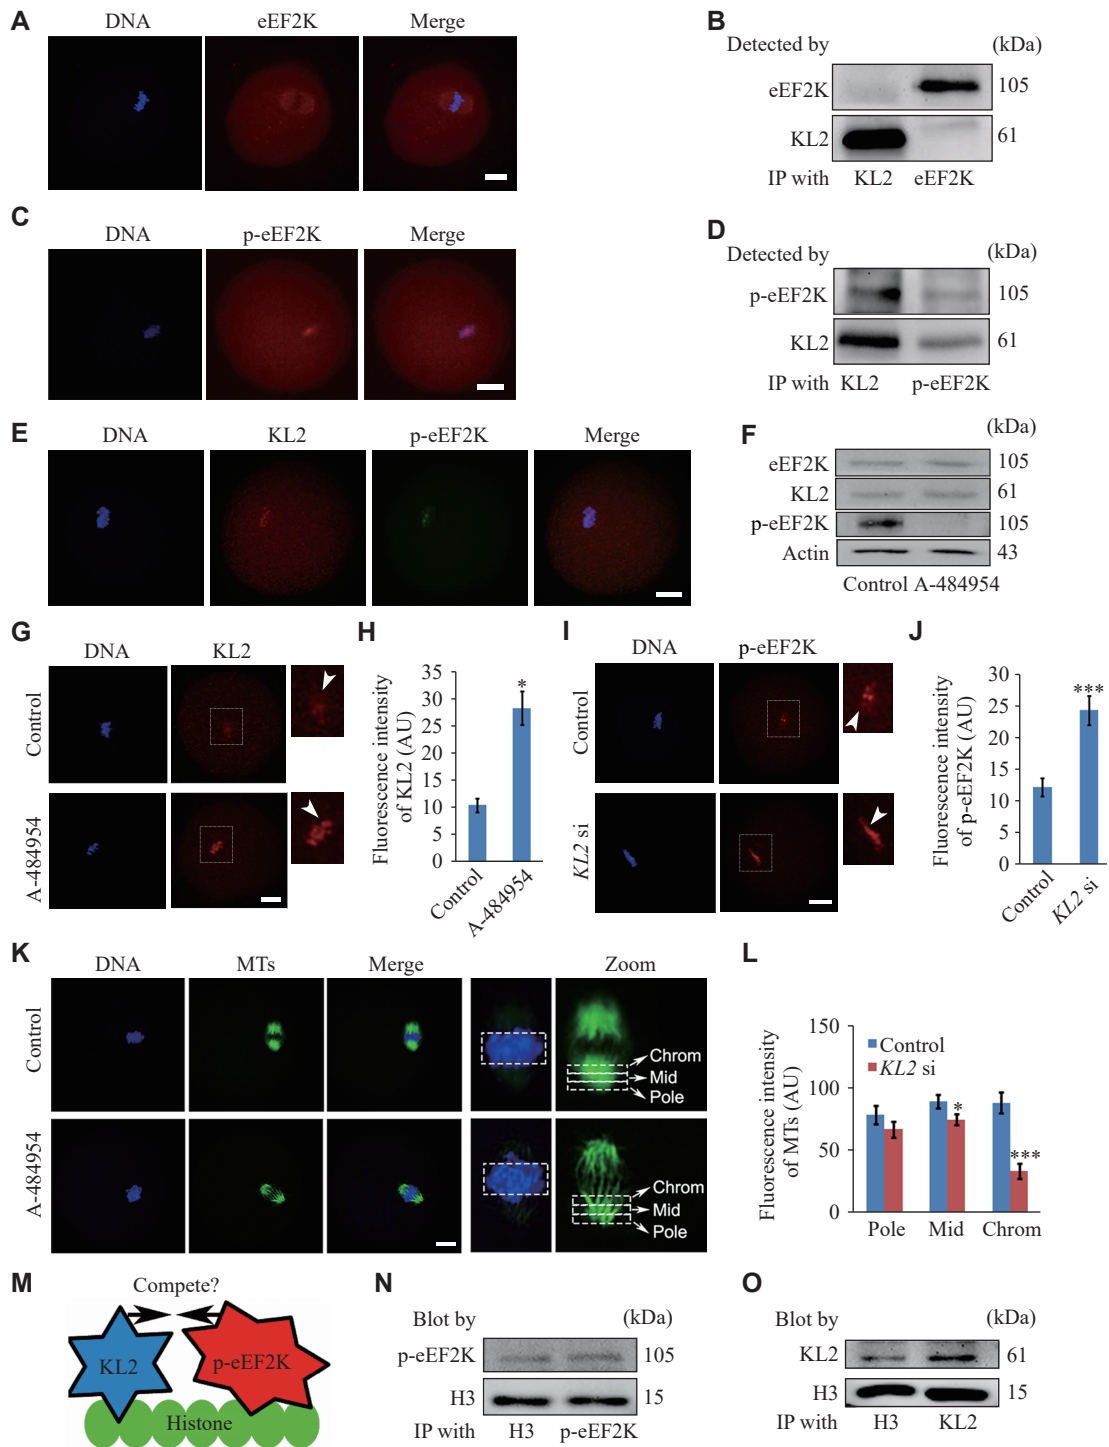 A
DNA eEF2K Merge
B
Detected by (kDa)
eEF2K 105
KL2 61
IP with KL2 eEF2K
C
DNA p-eEF2K Merge
D
Detected by (kDa)
p-eEF2K 105
KL2 61
IP with KL2 p-eEF2K
E
DNA KL2 p-eEF2K Merge
F
(kDa)
eEF2K 105
KL2 61
p-eEF2K 105
Actin 43
Control A-484954
G
DNA KL2
Control
A-484954
H
Fluorescence intensity
of KL2 (AU)
35
30
25
20
15
10
5
0
*
Control
A-484954
I
DNA p-eEF2K
Control
KL2 si
J
Fluorescence intensity
of p-eEF2K (AU)
30
25
20
15
10
5
0
***
Control
KL2 si
K
DNA MTs Merge Zoom
Control
Chrom
Mid
Pole
A-484954
Chrom
Mid
Pole
L
Fluorescence intensity
of MTs (AU)
150
100
50
0
Control
KL2 si
*
***
Pole Mid Chrom
M
Compete?
KL2 p-eEF2K
Histone
N
Blot by (kDa)
p-eEF2K 105
H3 15
IP with H3 p-eEF2K
O
Blot by (kDa)
KL2 61
H3 15
IP with H3 KL2